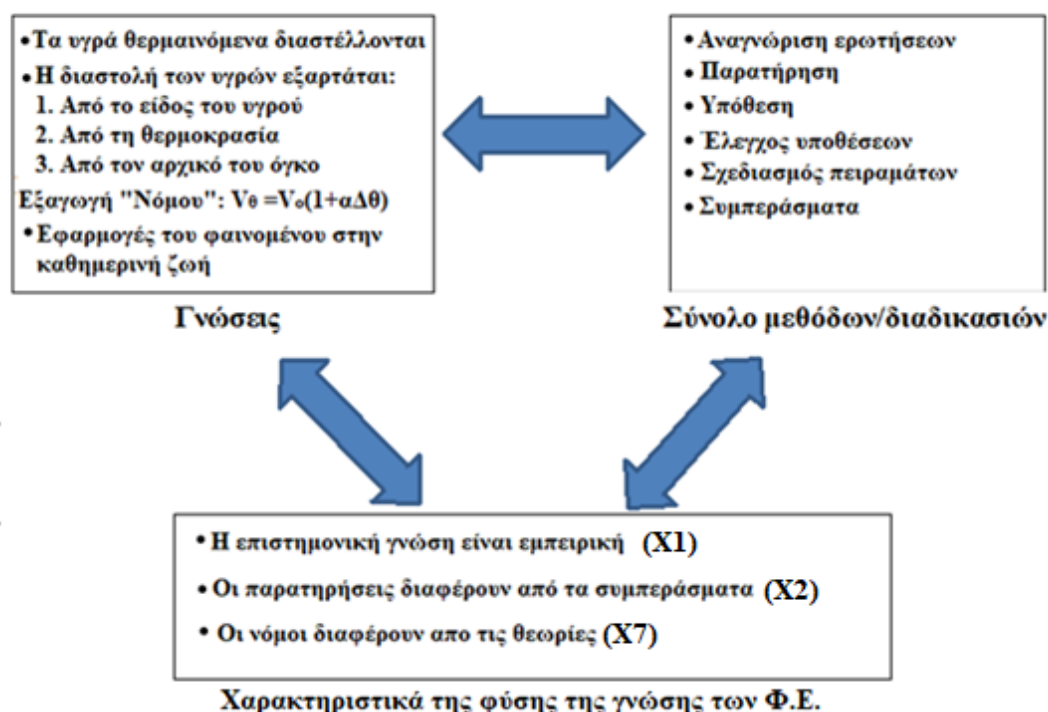 •Τα υγρά θερμαινόμενα διαστέλλονται
•Η διαστολή των υγρών εξαρτάται:
1. Από το είδος του υγρού
2. Από τη θερμοκρασία
3. Από τον αρχικό του όγκο
Εξαγωγή "Νόμου": Vθ =Vο(1+αΔθ)
•Εφαρμογές του φαινομένου στην
καθημερινή ζωή
Γνώσεις
• Αναγνώριση ερωτήσεων
• Παρατήρηση
• Υπόθεση
• Έλεγχος υποθέσεων
• Σχεδιασμός πειραμάτων
• Συμπεράσματα
Σύνολο μεθόδων/διαδικασιών
• Η επιστημονική γνώση είναι εμπειρική (Χ1)
• Οι παρατηρήσεις διαφέρουν από τα συμπεράσματα (Χ2)
• Οι νόμοι διαφέρουν απο τις θεωρίες (Χ7)
Χαρακτηριστικά της φύσης της γνώσης των Φ.Ε.